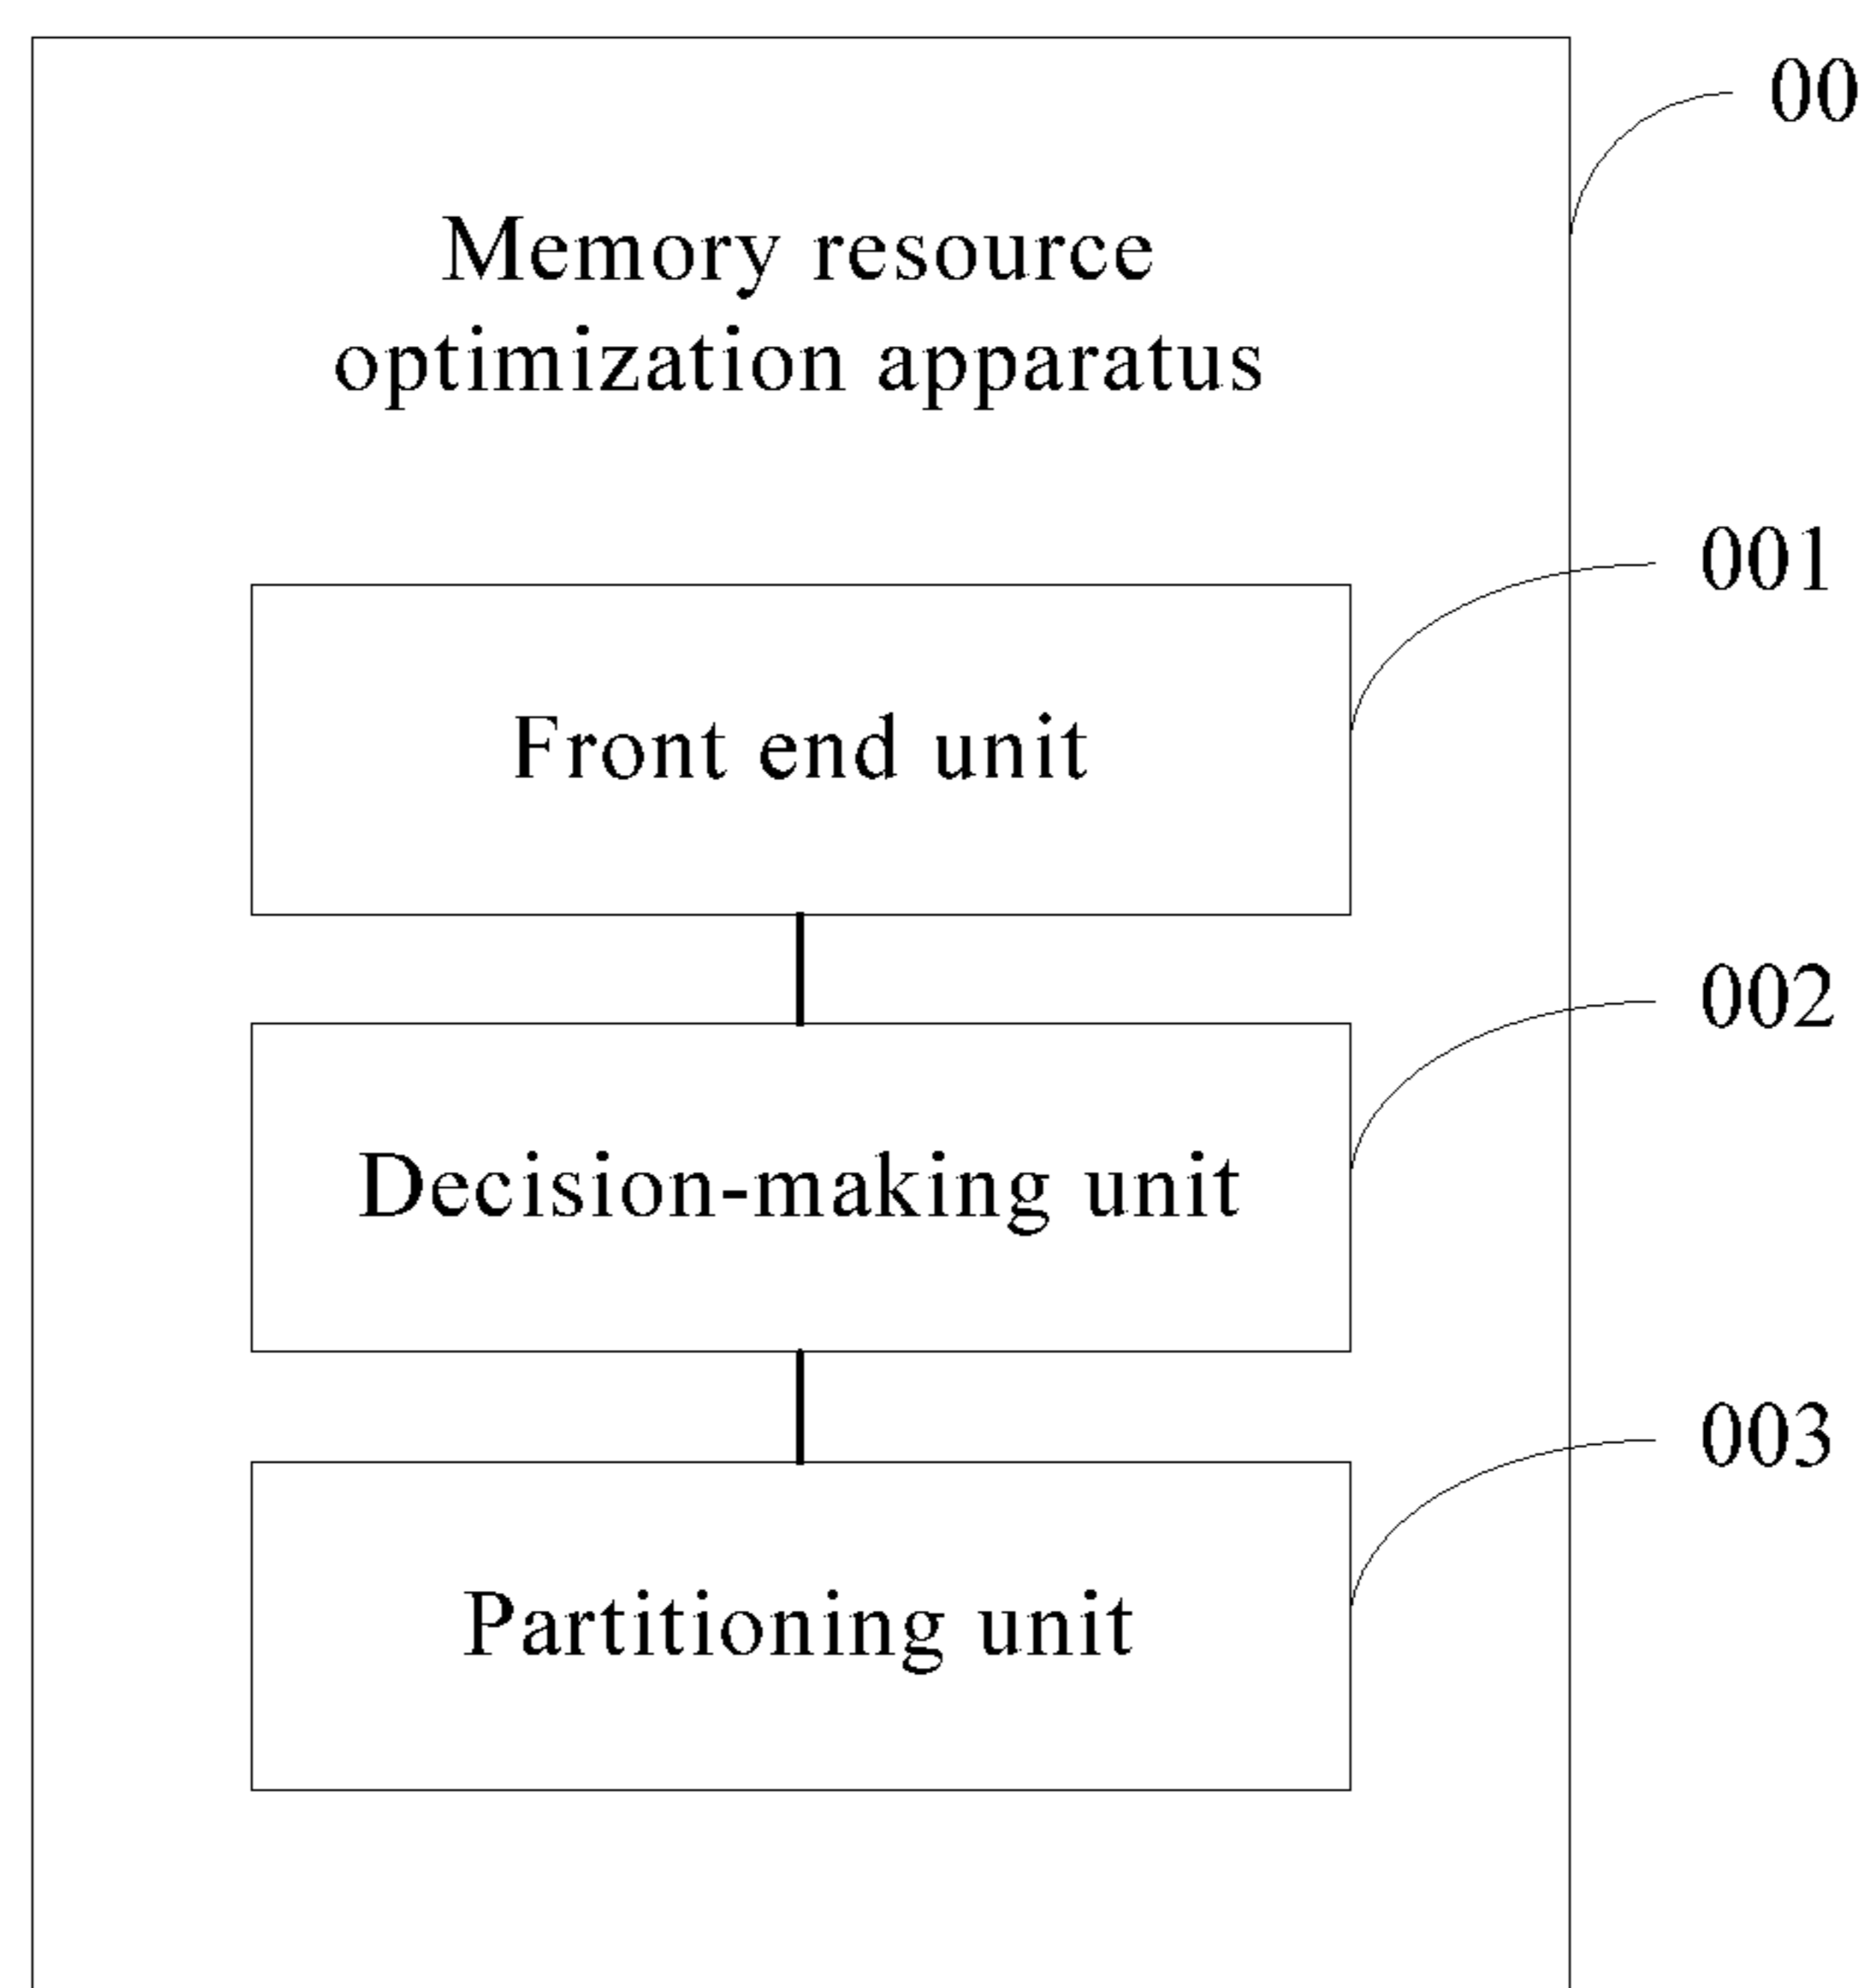 00
Memory resource
optimization apparatus
001
Front end unit
002
Decision-making unit
003
Partitioning unit